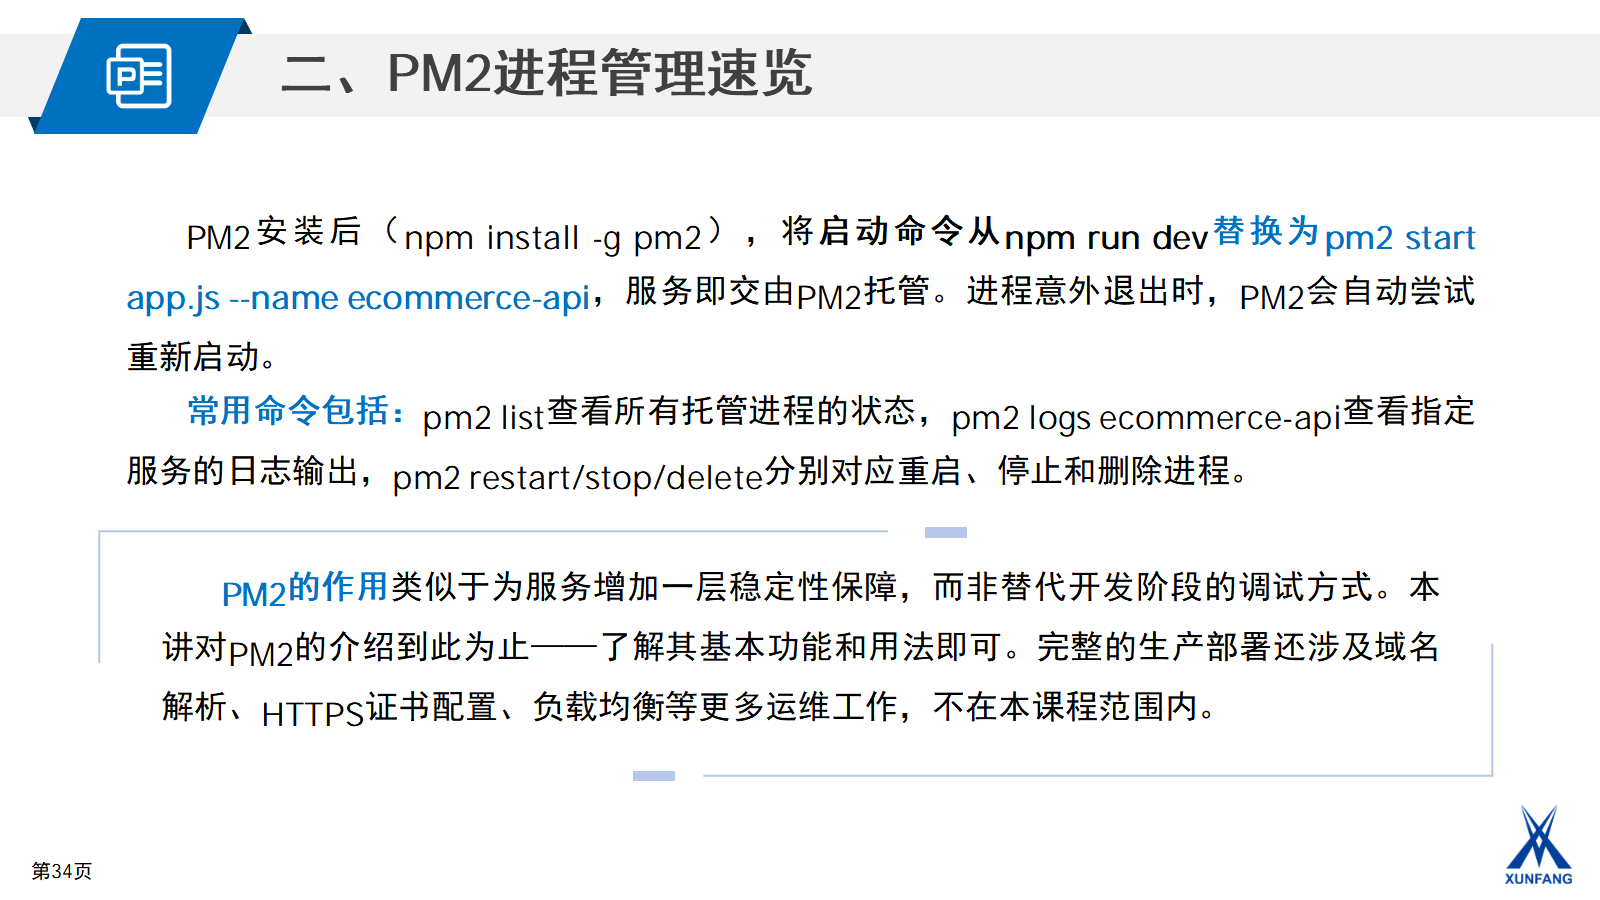 二、PM2进程管理速览
PM2安装后（npm install -g pm2），将启动命令从npm run dev替换为pm2 start
app.js --name ecommerce-api，服务即交由PM2托管。进程意外退出时，PM2会自动尝试
重新启动。
常用命令包括：pm2 list查看所有托管进程的状态，pm2 logs ecommerce-api查看指定
服务的日志输出，pm2 restart/stop/delete分别对应重启、停止和删除进程。
PM2的作用类似于为服务增加一层稳定性保障，而非替代开发阶段的调试方式。本
讲对PM2的介绍到此为止——了解其基本功能和用法即可。完整的生产部署还涉及域名
解析、HTTPS证书配置、负载均衡等更多运维工作，不在本课程范围内。
第34页
XUNFANG